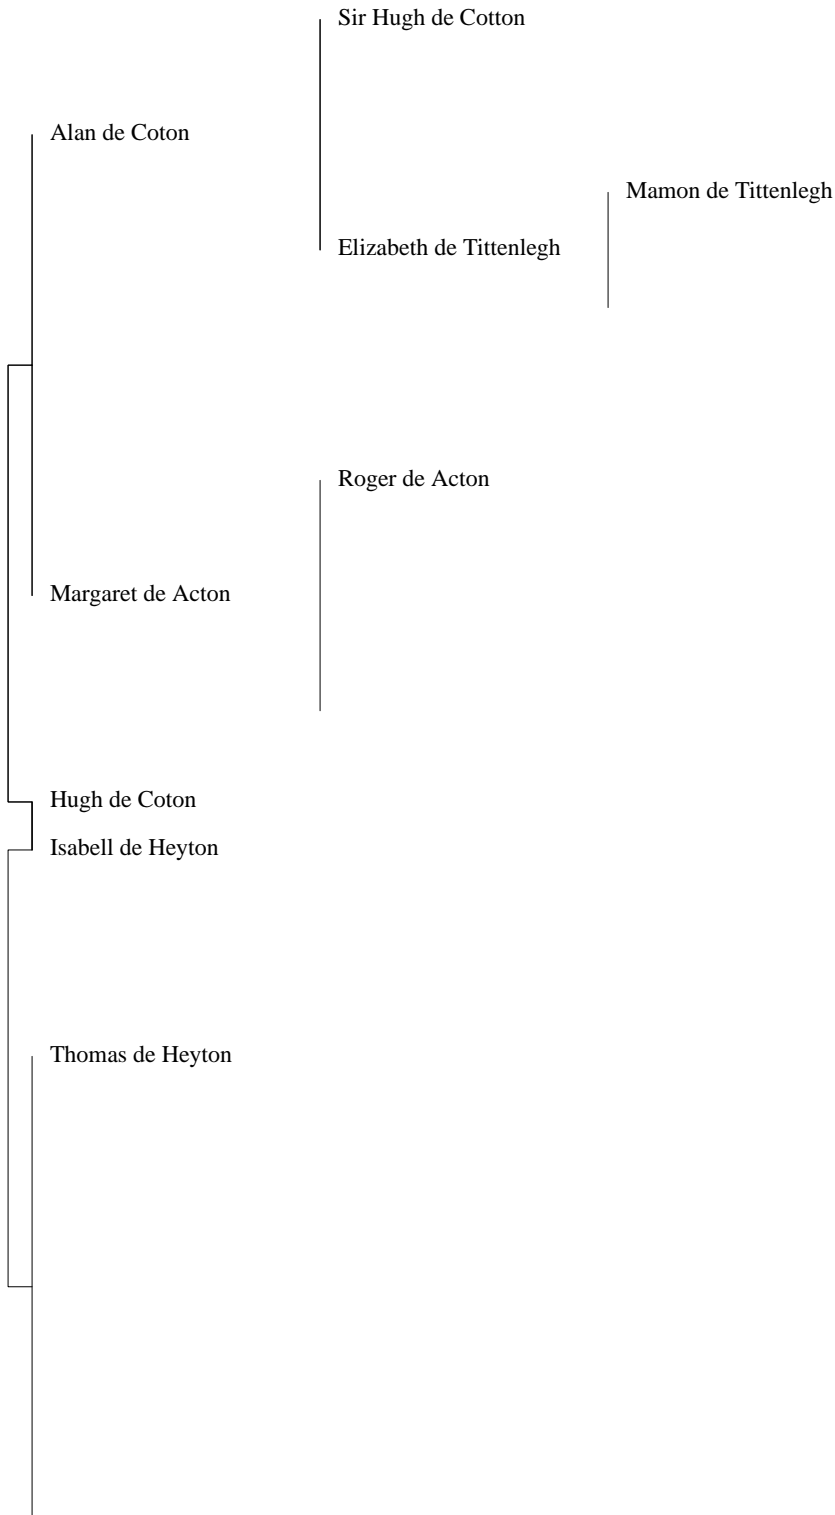 Sir Hugh de Cotton
Alan de Coton
Mamon de Tittenlegh
Elizabeth de Tittenlegh
Roger de Acton
Margaret de Acton
Hugh de Coton
Isabell de Heyton
Thomas de Heyton